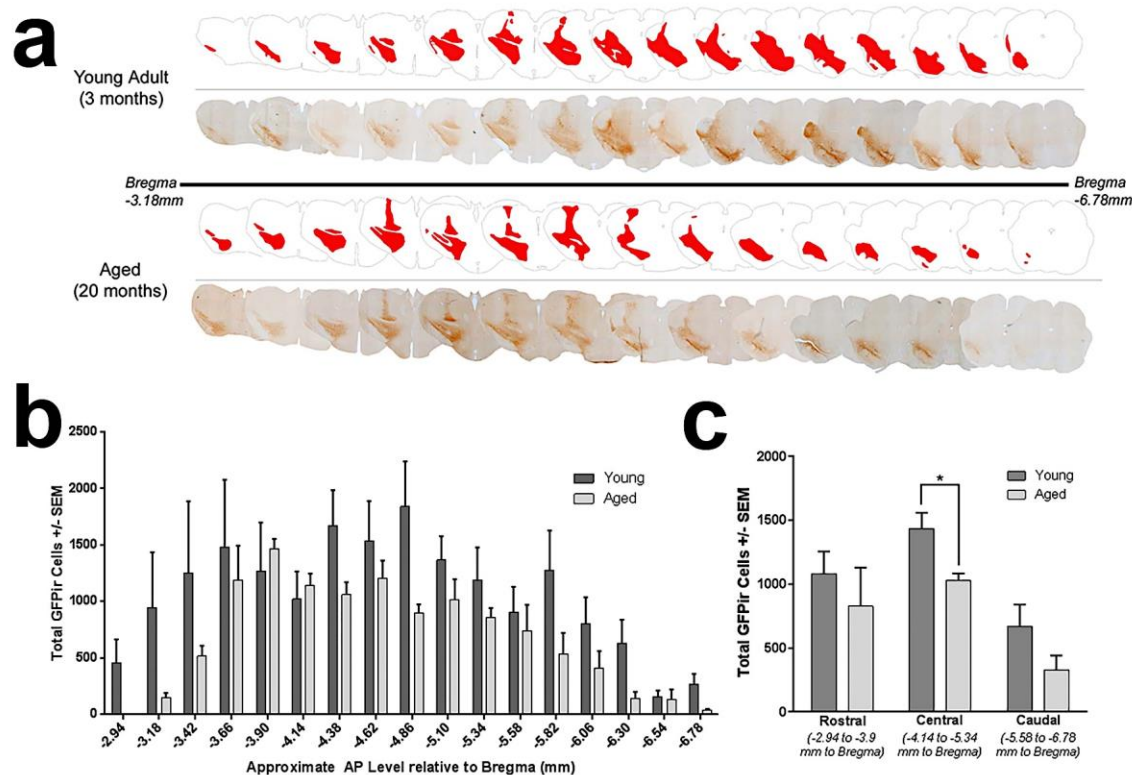 a
Young Adult
(3 months)
Bregma
-3.18mm
Bregma
-6.78mm
Aged
(20 months)
b
Total GFPir Cells +/- SEM
2500
2000
1500
1000
500
0
Young
Aged
-2.94
-3.18
-3.42
-3.66
-3.90
-4.14
-4.38
-4.62
-4.86
-5.10
-5.34
-5.58
-5.82
-6.06
-6.30
-6.54
-6.78
Approximate AP Level relative to Bregma (mm)
c
Total GFPir Cells +/- SEM
2000
1500
1000
500
0
*
Young
Aged
Rostral
(-2.94 to -3.9
mm to Bregma)
Central
(-4.14 to -5.34
mm to Bregma)
Caudal
(-5.58 to -6.78
mm to Bregma)